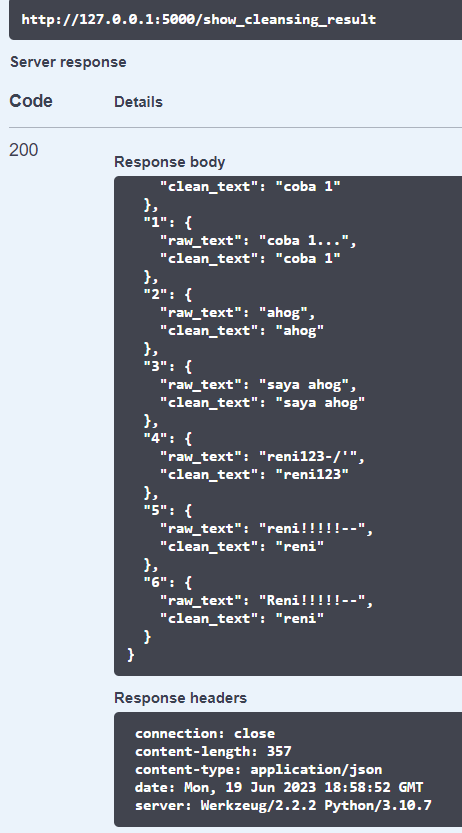 http://127.0.0.1:5000/show_cleansing_result
Server response
Code Details
200
Response body
"clean_text": "coba 1"
},
"1": {
"raw_text": "coba 1...",
"clean_text": "coba 1"
},
"2": {
"raw_text": "ahog",
"clean_text": "ahog"
},
"3": {
"raw_text": "saya ahog",
"clean_text": "saya ahog"
},
"4": {
"raw_text": "reni123-/'",
"clean_text": "reni123"
},
"5": {
"raw_text": "reni!!!!!--",
"clean_text": "reni"
},
"6": {
"raw_text": "Reni!!!!!--",
"clean_text": "reni"
}
}
Response headers
connection: close
content-length: 357
content-type: application/json
date: Mon, 19 Jun 2023 18:58:52 GMT
server: Werkzeug/2.2.2 Python/3.10.7